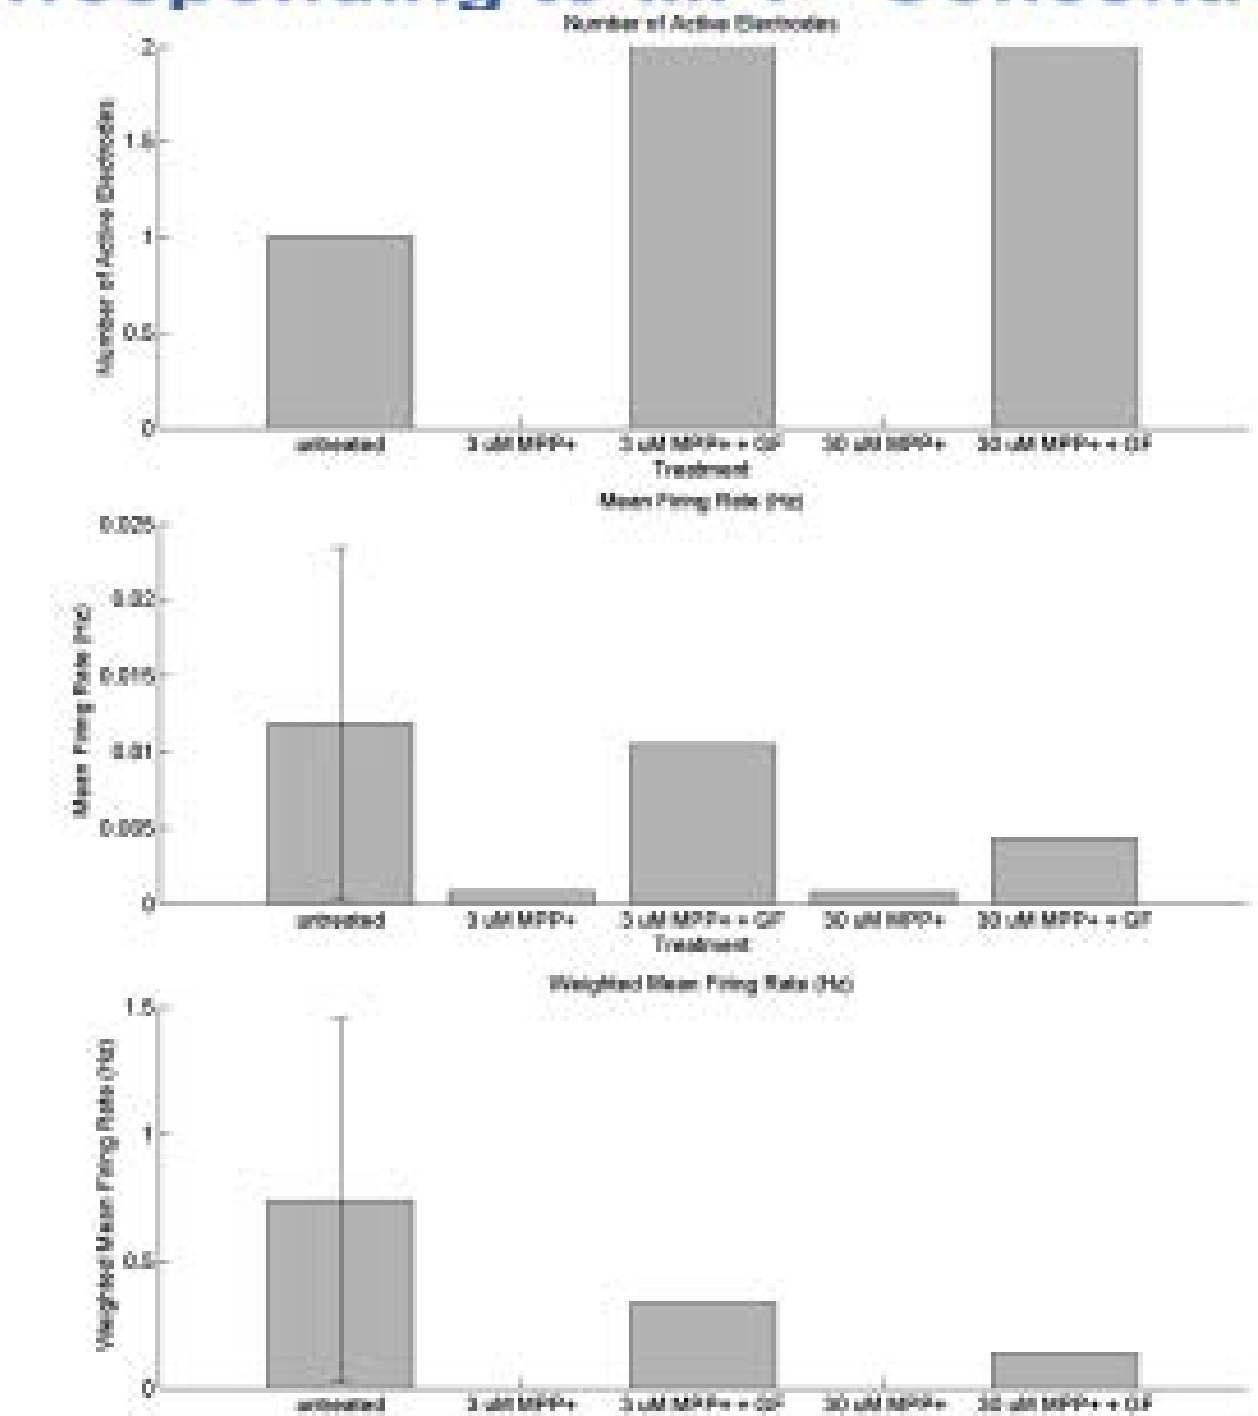 Number of Active Electrodes
Number of Active Electrodes
2
1.5
1
0.5
0
untreated 3 uM MPP+ 3 uM MPP+ + GF 30 uM MPP+ 30 uM MPP+ + GF
Treatment
Mean Firing Rate (Hz)
Mean Firing Rate (Hz)
0.025
0.02
0.015
0.01
0.005
0
untreated 3 uM MPP+ 3 uM MPP+ + GF 30 uM MPP+ 30 uM MPP+ + GF
Treatment
Weighted Mean Firing Rate (Hz)
Weighted Mean Firing Rate (Hz)
1.5
1
0.5
0
untreated 3 uM MPP+ 3 uM MPP+ + GF 30 uM MPP+ 30 uM MPP+ + GF